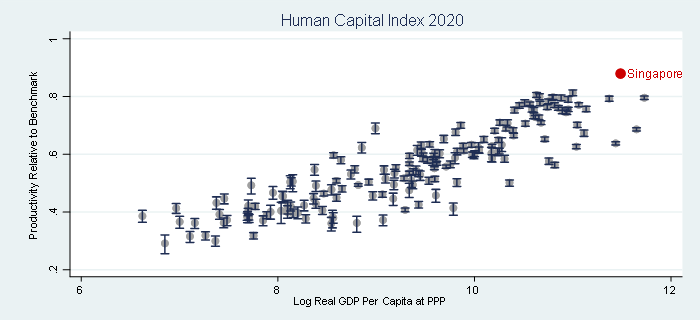 Human Capital Index 2020
Productivity Relative to Benchmark
1
.8
.6
.4
.2
Singapore
6
8
10
12
Log Real GDP Per Capita at PPP